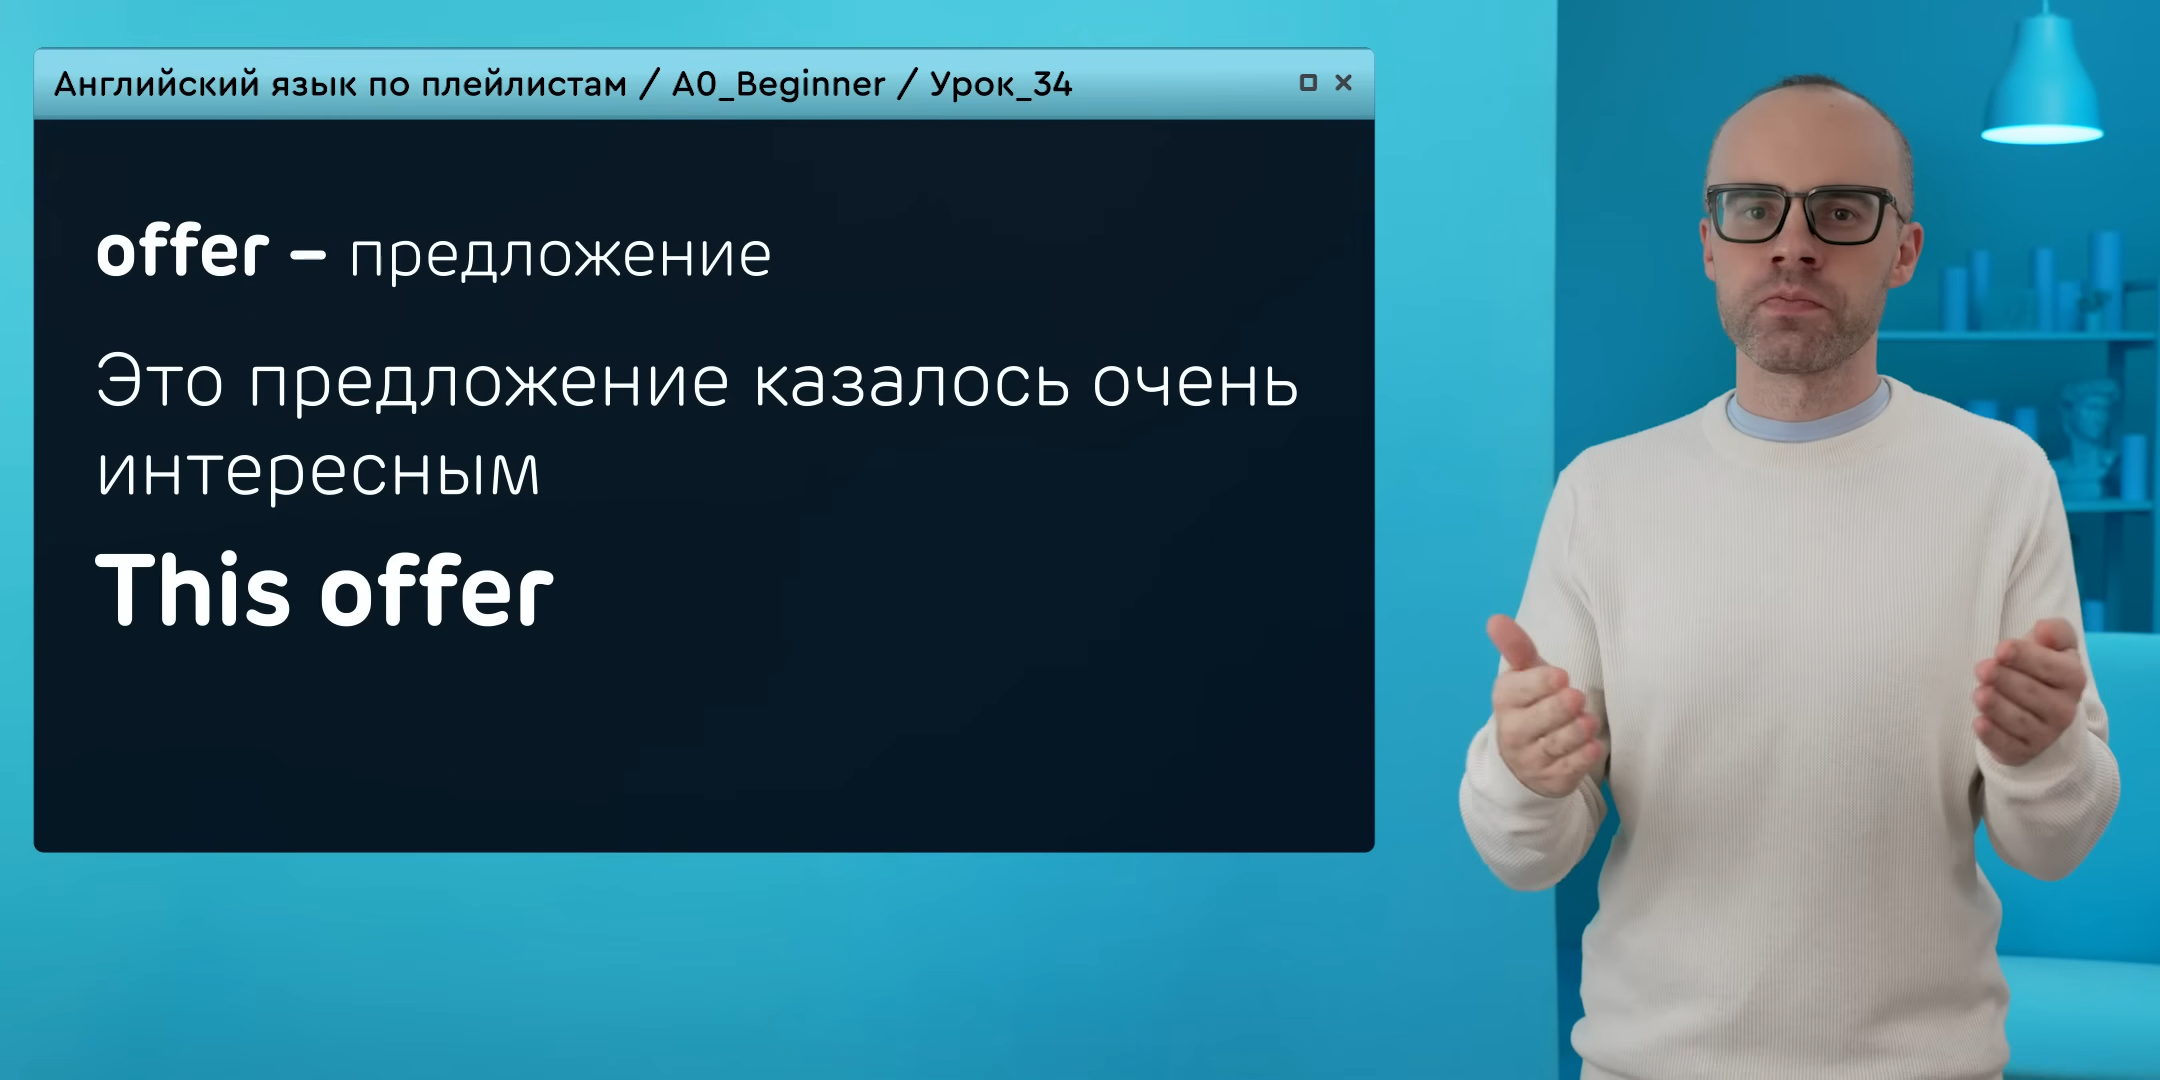 Английский язык по плейлистам / A0_Beginner / Урок_34
offer – предложение
Это предложение казалось очень
интересным
This offer